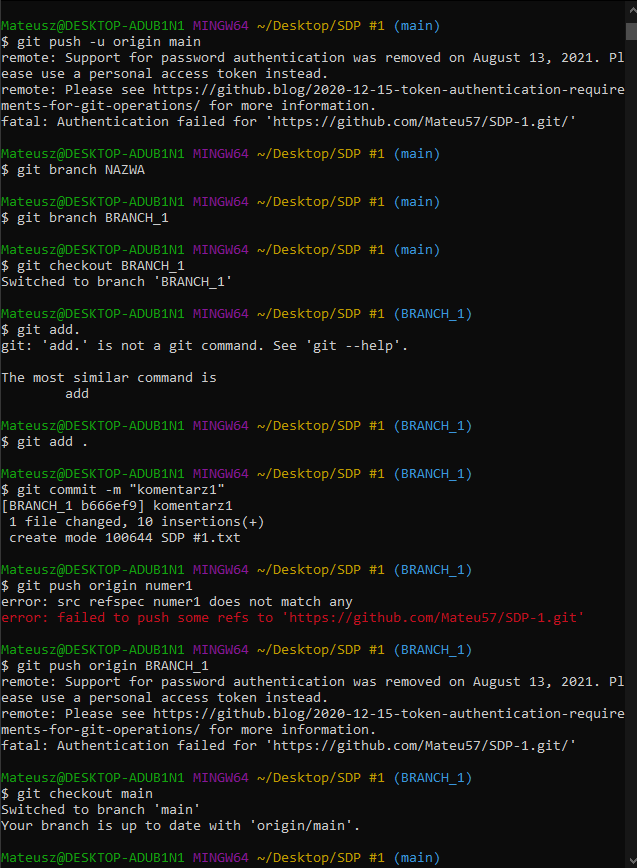 Mateusz@DESKTOP-ADUB1N1 MINGW64 ~/Desktop/SDP #1 (main)
$ git push -u origin main
remote: Support for password authentication was removed on August 13, 2021. Pl
ease use a personal access token instead.
remote: Please see https://github.blog/2020-12-15-token-authentication-require
ments-for-git-operations/ for more information.
fatal: Authentication failed for 'https://github.com/Mateu57/SDP-1.git/'
Mateusz@DESKTOP-ADUB1N1 MINGW64 ~/Desktop/SDP #1 (main)
$ git branch NAZWA
Mateusz@DESKTOP-ADUB1N1 MINGW64 ~/Desktop/SDP #1 (main)
$ git branch BRANCH_1
Mateusz@DESKTOP-ADUB1N1 MINGW64 ~/Desktop/SDP #1 (main)
$ git checkout BRANCH_1
Switched to branch 'BRANCH_1'
Mateusz@DESKTOP-ADUB1N1 MINGW64 ~/Desktop/SDP #1 (BRANCH_1)
$ git add.
git: 'add.' is not a git command. See 'git --help'.
The most similar command is
add
Mateusz@DESKTOP-ADUB1N1 MINGW64 ~/Desktop/SDP #1 (BRANCH_1)
$ git add .
Mateusz@DESKTOP-ADUB1N1 MINGW64 ~/Desktop/SDP #1 (BRANCH_1)
$ git commit -m "komentarz1"
[BRANCH_1 b666ef9] komentarz1
1 file changed, 10 insertions(+)
create mode 100644 SDP #1.txt
Mateusz@DESKTOP-ADUB1N1 MINGW64 ~/Desktop/SDP #1 (BRANCH_1)
$ git push origin numer1
error: src refspec numer1 does not match any
error: failed to push some refs to 'https://github.com/Mateu57/SDP-1.git'
Mateusz@DESKTOP-ADUB1N1 MINGW64 ~/Desktop/SDP #1 (BRANCH_1)
$ git push origin BRANCH_1
remote: Support for password authentication was removed on August 13, 2021. Pl
ease use a personal access token instead.
remote: Please see https://github.blog/2020-12-15-token-authentication-require
ments-for-git-operations/ for more information.
fatal: Authentication failed for 'https://github.com/Mateu57/SDP-1.git/'
Mateusz@DESKTOP-ADUB1N1 MINGW64 ~/Desktop/SDP #1 (BRANCH_1)
$ git checkout main
Switched to branch 'main'
Your branch is up to date with 'origin/main'.
Mateusz@DESKTOP-ADUB1N1 MINGW64 ~/Desktop/SDP #1 (main)